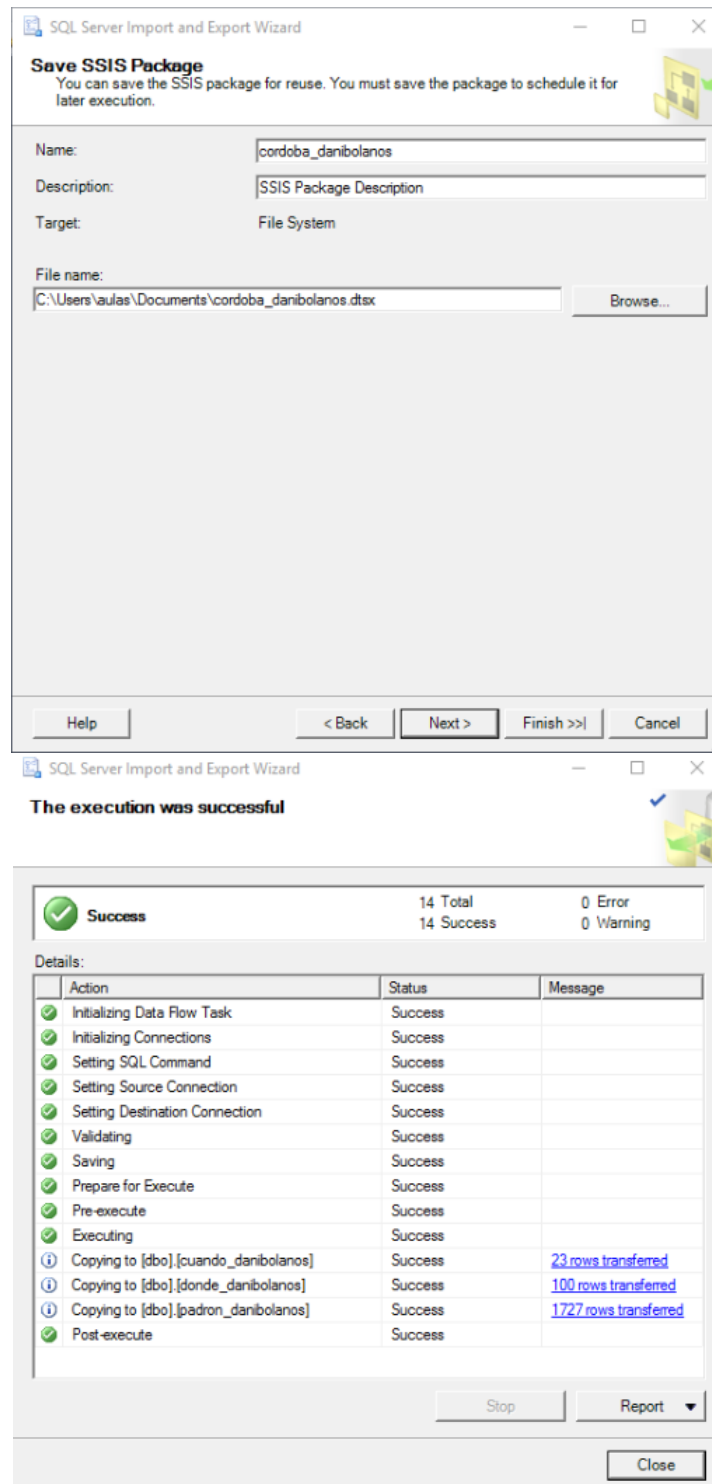 SQL Server Import and Export Wizard
Save SSIS Package
You can save the SSIS package for reuse. You must save the package to schedule it for
later execution.
Name: cordoba_danibolanos
Description: SSIS Package Description
Target: File System
File name:
C:\Users\aulas\Documents\cordoba_danibolanos.dtsx Browse...
Help < Back Next > Finish >>| Cancel
SQL Server Import and Export Wizard
The execution was successful
Success 14 Total 0 Error
14 Success 0 Warning
Details:
Action Status Message
Initializing Data Flow Task Success
Initializing Connections Success
Setting SQL Command Success
Setting Source Connection Success
Setting Destination Connection Success
Validating Success
Saving Success
Prepare for Execute Success
Pre-execute Success
Executing Success
Copying to [dbo].[cuando_danibolanos] Success 23 rows transferred
Copying to [dbo].[donde_danibolanos] Success 100 rows transferred
Copying to [dbo].[padron_danibolanos] Success 1727 rows transferred
Post-execute Success
Stop Report
Close